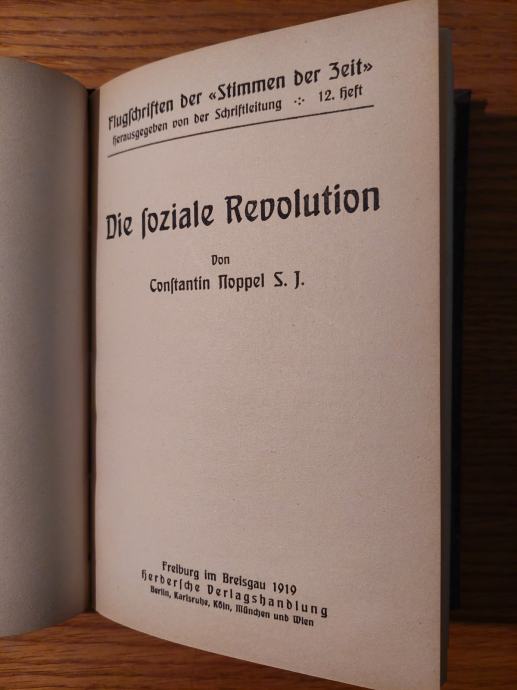 Flugſchriften der «Stimmen der Zeit»
Herausgegeben von der Schriftleitung ⁘ 12. Heft
Die ſoziale Revolution
Von
Conſtantin Noppel S. J.
Freiburg im Breisgau 1919
Herderſche Verlagshandlung
Berlin, Karlsruhe, Köln, München und Wien